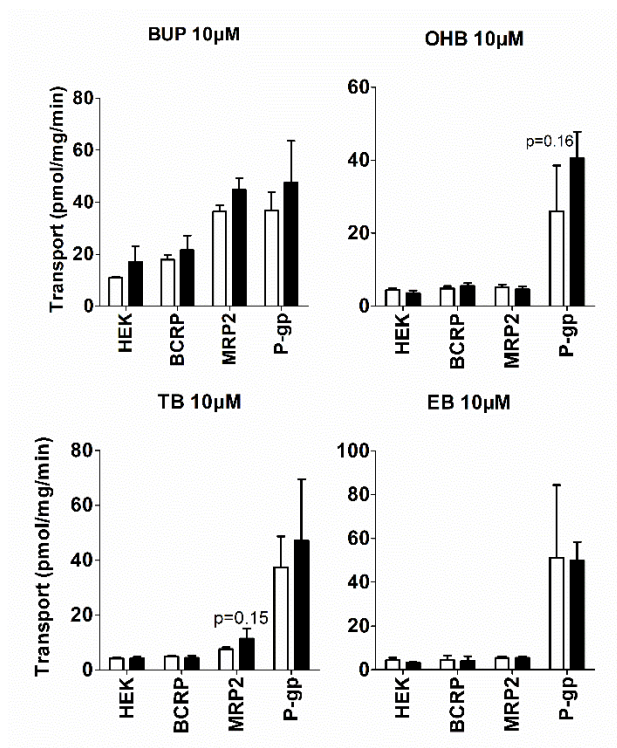 BUP 10µM
OHB 10µM
Transport (pmol/mg/min)
80
60
40
20
0
HEK
BCRP
MRP2
P-gp
60
40
20
0
p=0.16
HEK
BCRP
MRP2
P-gp
TB 10µM
EB 10µM
Transport (pmol/mg/min)
80
60
40
20
0
p=0.15
HEK
BCRP
MRP2
P-gp
100
80
60
40
20
0
HEK
BCRP
MRP2
P-gp